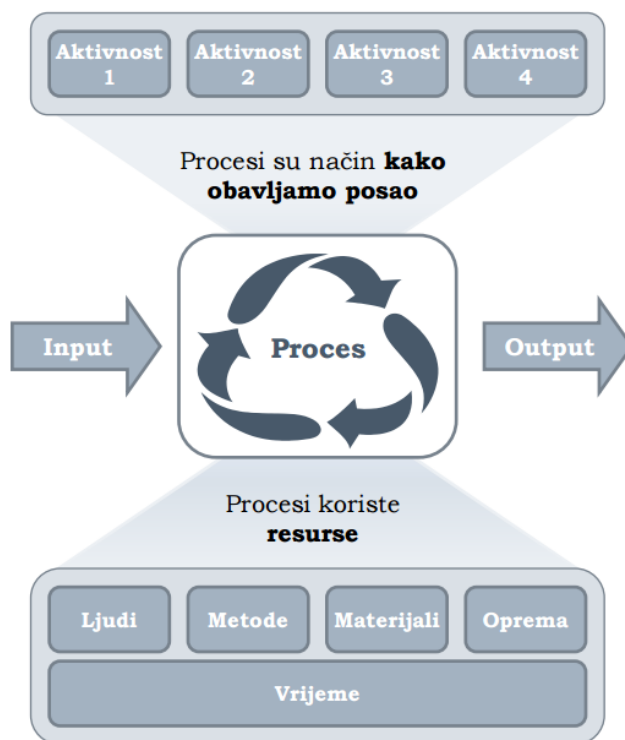 Aktivnost
1
Aktivnost
2
Aktivnost
3
Aktivnost
4
Procesi su način kako
obavljamo posao
Input
Proces
Output
Procesi koriste
resurse
Ljudi
Metode
Materijali
Oprema
Vrijeme